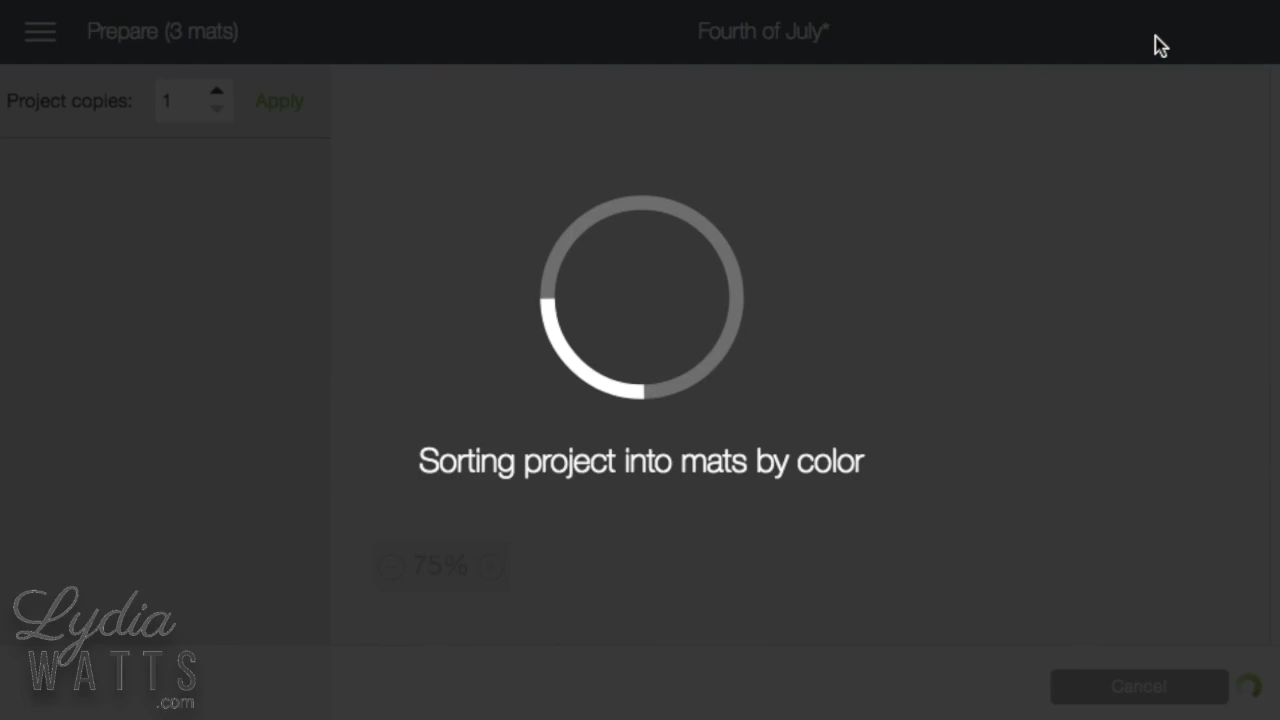 Prepare (3 mats)
Fourth of July*
Project copies: 1 Apply
Sorting project into mats by color
75%
Lydia
WATTS
.com
Cancel